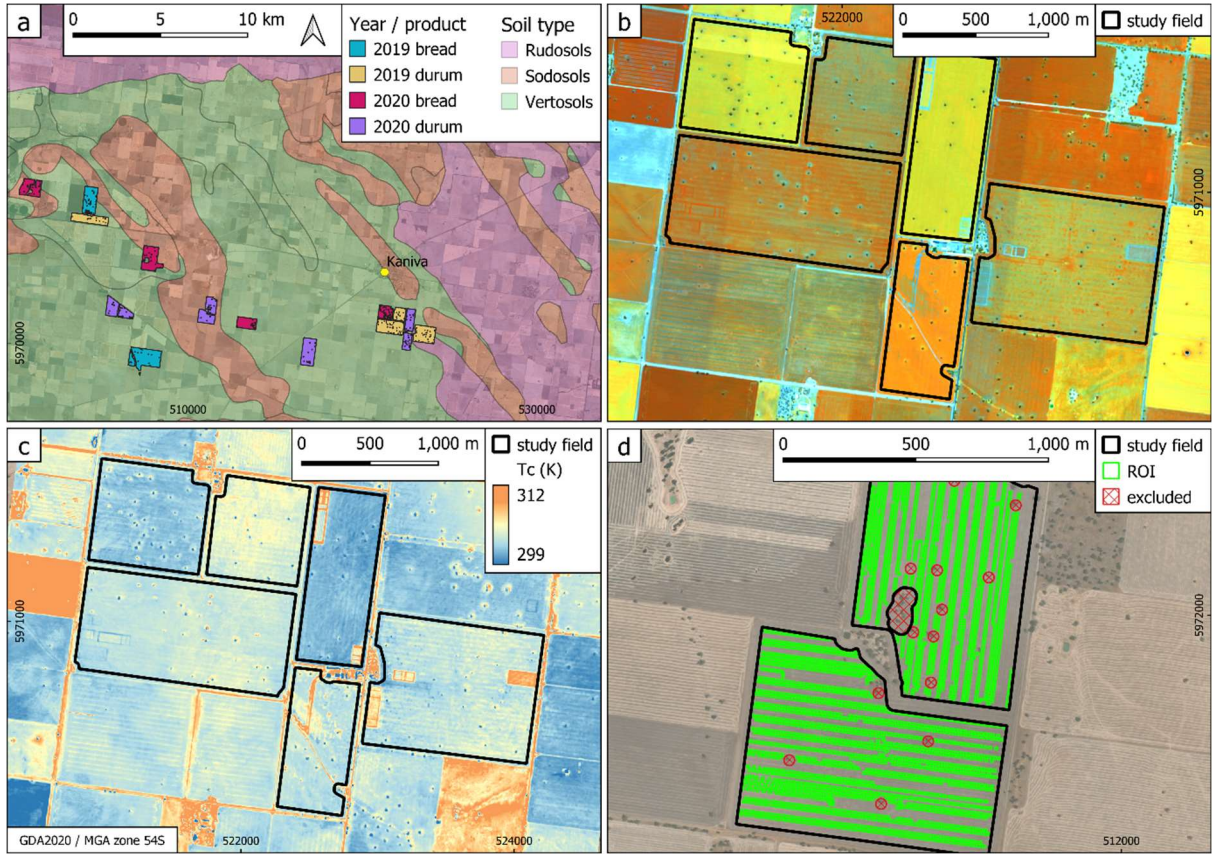 a
0 5 10 km
Year / product
2019 bread
2019 durum
2020 bread
2020 durum
Soil type
Rudosols
Sodosols
Vertosols
Kaniva
5970000
510000
530000
b
522000
0 500 1,000 m
study field
5971000
c
0 500 1,000 m
study field
Tc (K)
312
299
5971000
GDA2020 / MGA zone 54S
522000
524000
d
0 500 1,000 m
study field
ROI
excluded
5972000
512000